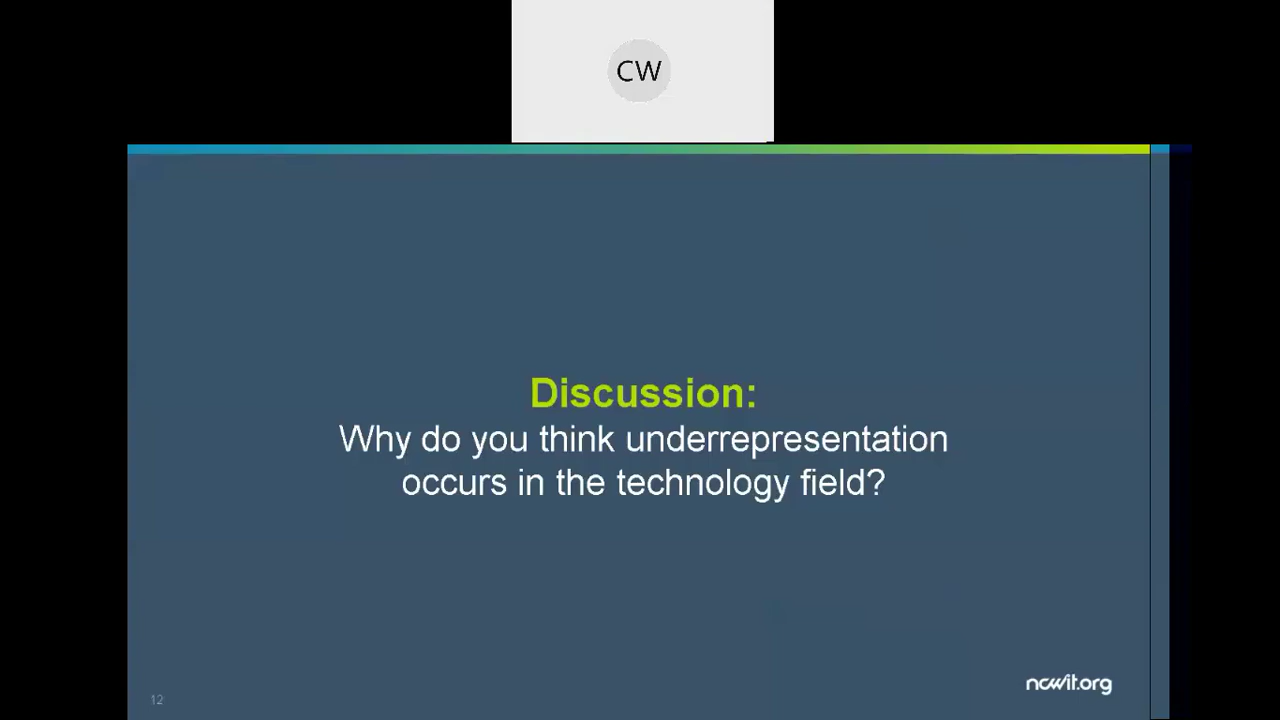 CW
Discussion:
Why do you think underrepresentation
occurs in the technology field?
12
ncwit.org